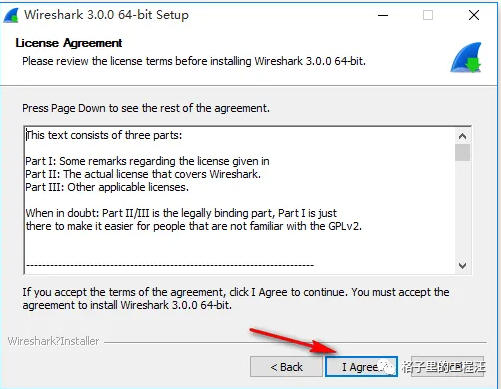 Wireshark 3.0.0 64-bit Setup
License Agreement
Please review the license terms before installing Wireshark 3.0.0 64-bit.
Press Page Down to see the rest of the agreement.
This text consists of three parts:
Part I: Some remarks regarding the license given in
Part II: The actual license that covers Wireshark.
Part III: Other applicable licenses.
When in doubt: Part II/III is the legally binding part, Part I is just
there to make it easier for people that are not familiar with the GPLv2.
--------------------------------------------------------------------------
If you accept the terms of the agreement, click I Agree to continue. You must accept the
agreement to install Wireshark 3.0.0 64-bit.
Wireshark?Installer
< Back
I Agree
格子里的工程汪